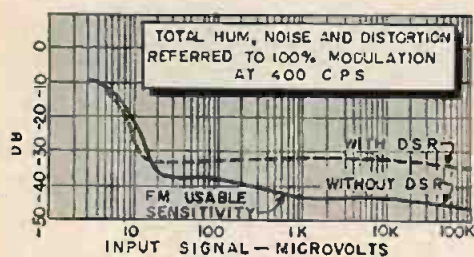 TOTAL HUM, NOISE AND DISTORTION
REFERRED TO 100% MODULATION
AT 400 CPS
0
-10
-20
-30
-40
-50
DB
WITH DSR
WITHOUT DSR
FM USABLE
SENSITIVITY
10 100 1K 10K 100K
INPUT SIGNAL — MICROVOLTS